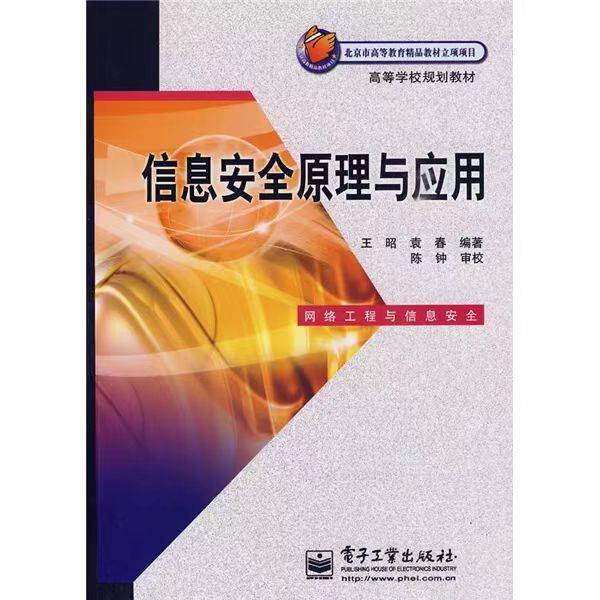 北京市高等教育精品教材立项项目
高等学校规划教材
信息安全原理与应用
王 昭 袁 春 编著
陈 钟 审校
网络工程与信息安全
电子工业出版社
PUBLISHING HOUSE OF ELECTRONICS INDUSTRY
http://www.phei.com.cn